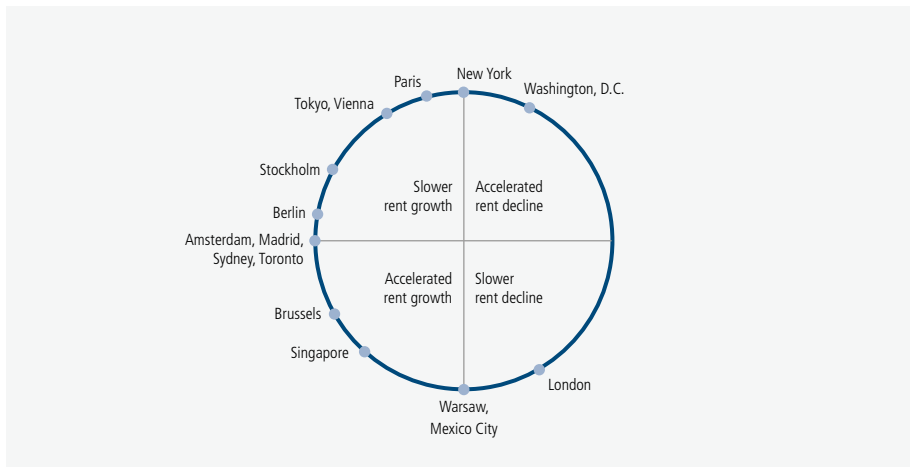 New York
Paris
Washington, D.C.
Tokyo, Vienna
Stockholm
Slower
rent growth
Accelerated
rent decline
Berlin
Amsterdam, Madrid,
Sydney, Toronto
Accelerated
rent growth
Slower
rent decline
Brussels
Singapore
London
Warsaw,
Mexico City